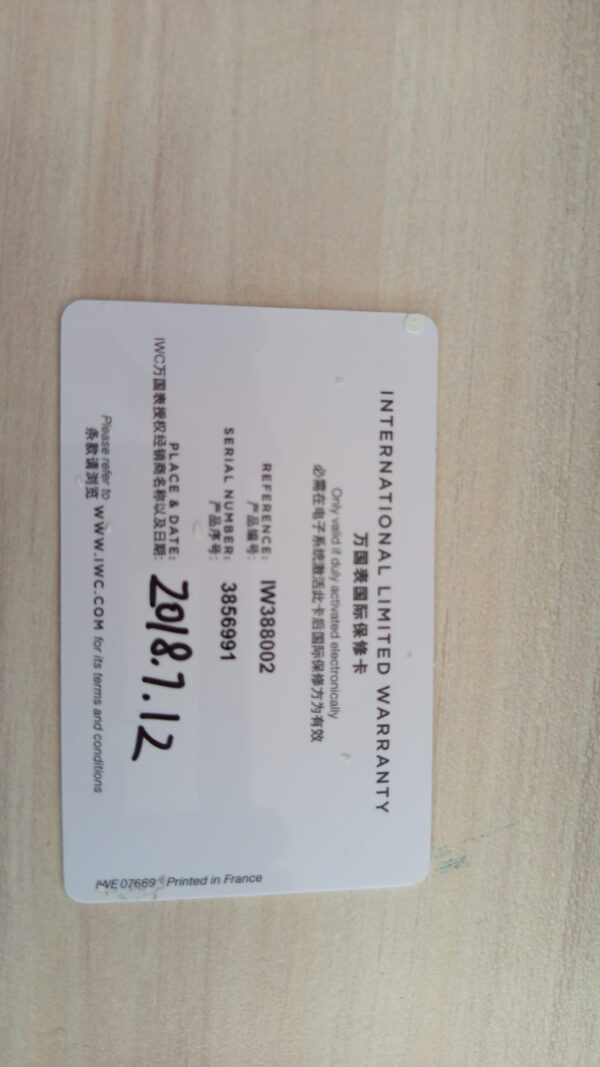 INTERNATIONAL LIMITED WARRANTY
万国表国际保修卡
Only valid if duly activated electronically
必需在电子系统激活此卡后国际保修方为有效
REFERENCE: IW388002
产品编号:
SERIAL NUMBER: 3856991
产品序号:
PLACE & DATE: 2018.7.12
IWC万国表授权经销商名称以及日期:
Please refer to WWW.IWC.COM for its terms and conditions
条款请浏览
IWE 07669 Printed in France